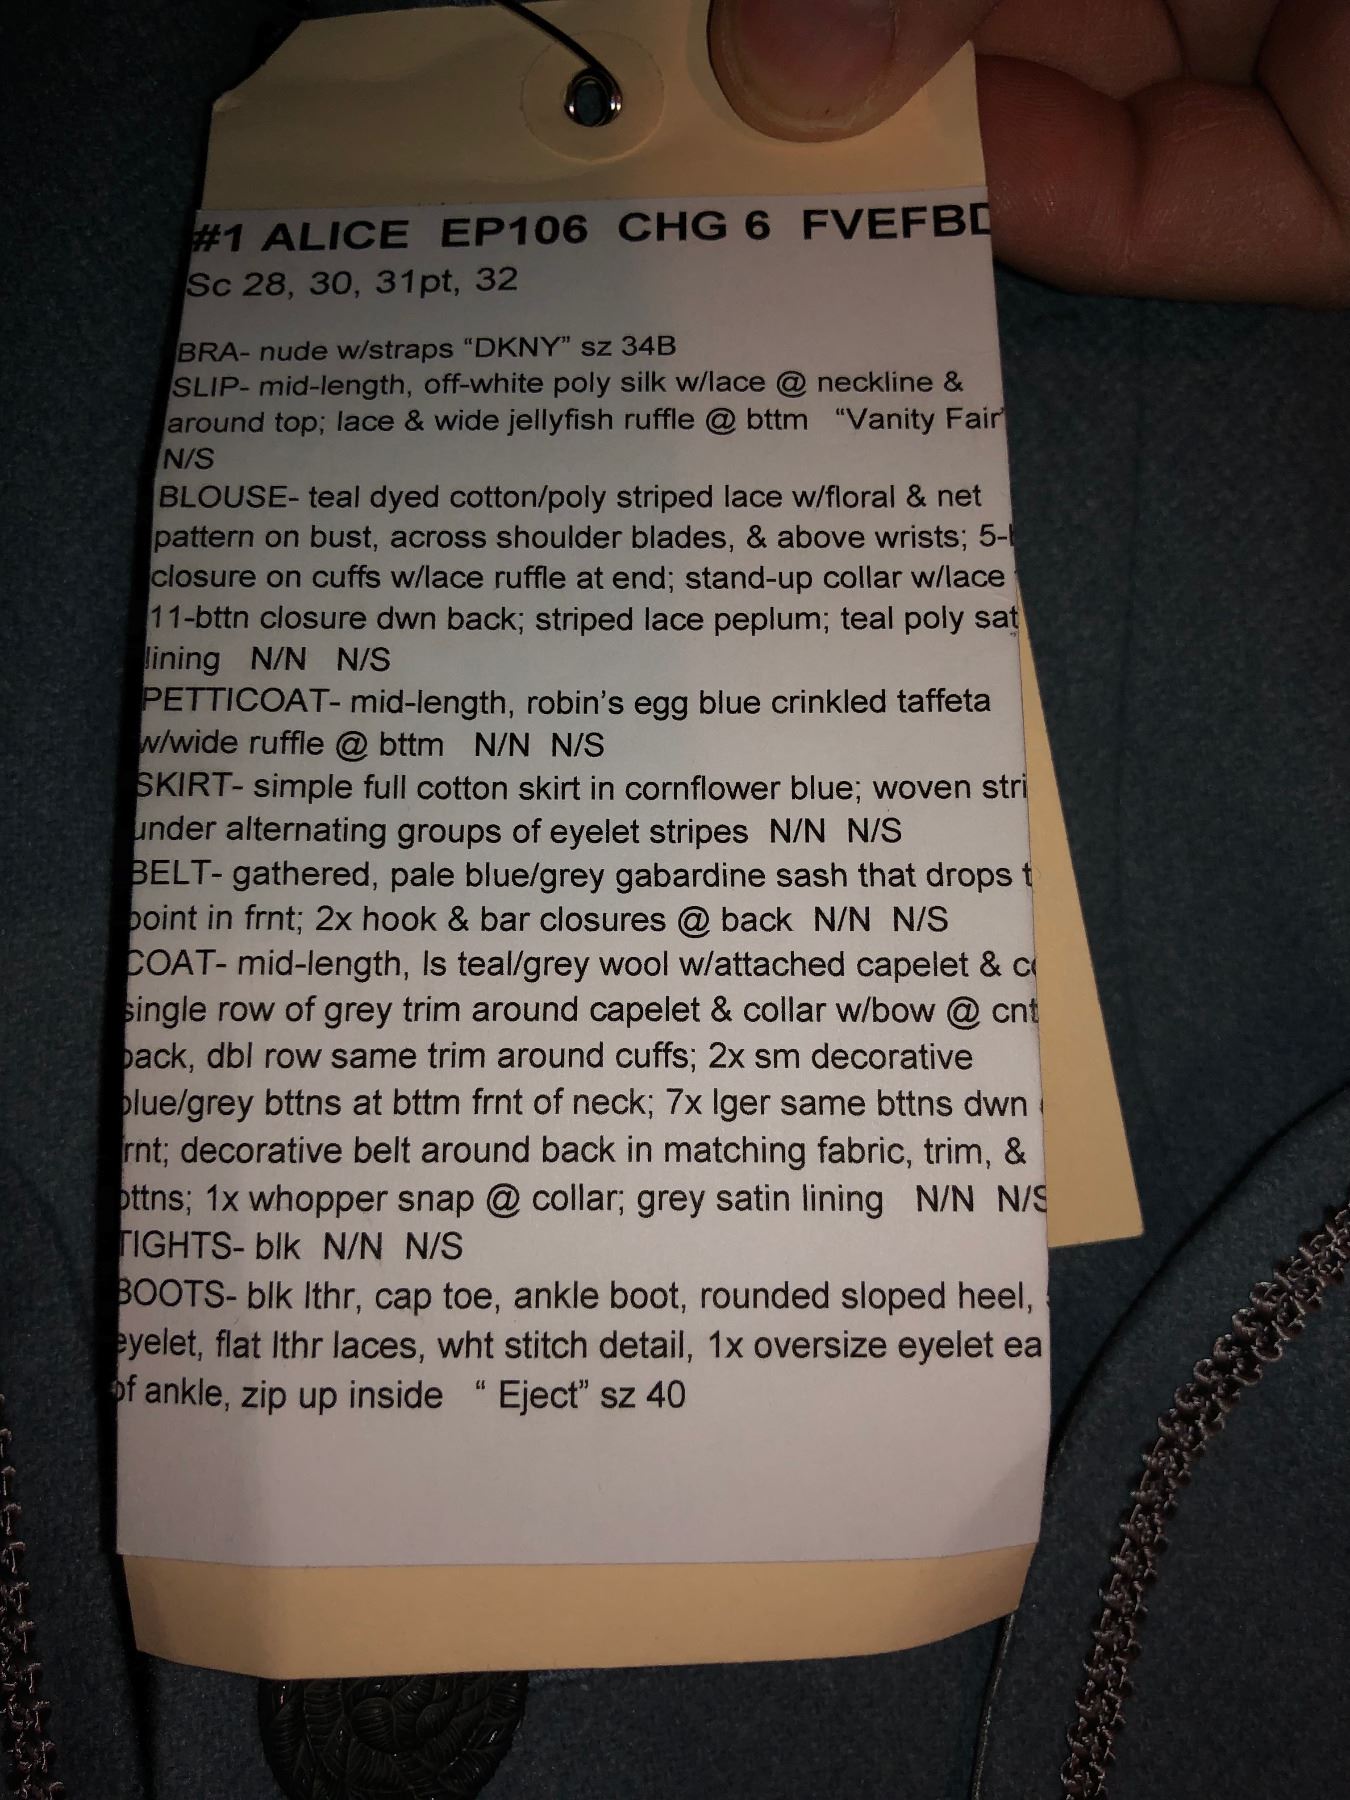 #1 ALICE EP106 CHG 6 FVEFBD
Sc 28, 30, 31pt, 32
BRA- nude w/straps “DKNY” sz 34B
SLIP- mid-length, off-white poly silk w/lace @ neckline &
around top; lace & wide jellyfish ruffle @ bttm “Vanity Fair”
N/S
BLOUSE- teal dyed cotton/poly striped lace w/floral & net
pattern on bust, across shoulder blades, & above wrists; 5-
closure on cuffs w/lace ruffle at end; stand-up collar w/lace
11-bttn closure dwn back; striped lace peplum; teal poly sat
lining N/N N/S
PETTICOAT- mid-length, robin’s egg blue crinkled taffeta
w/wide ruffle @ bttm N/N N/S
SKIRT- simple full cotton skirt in cornflower blue; woven stri
under alternating groups of eyelet stripes N/N N/S
BELT- gathered, pale blue/grey gabardine sash that drops t
point in frnt; 2x hook & bar closures @ back N/N N/S
COAT- mid-length, ls teal/grey wool w/attached capelet & co
single row of grey trim around capelet & collar w/bow @ cnt
back, dbl row same trim around cuffs; 2x sm decorative
blue/grey bttns at bttm frnt of neck; 7x lger same bttns dwn
frnt; decorative belt around back in matching fabric, trim, &
bttns; 1x whopper snap @ collar; grey satin lining N/N N/S
TIGHTS- blk N/N N/S
BOOTS- blk lthr, cap toe, ankle boot, rounded sloped heel,
eyelet, flat lthr laces, wht stitch detail, 1x oversize eyelet ea
of ankle, zip up inside “ Eject” sz 40